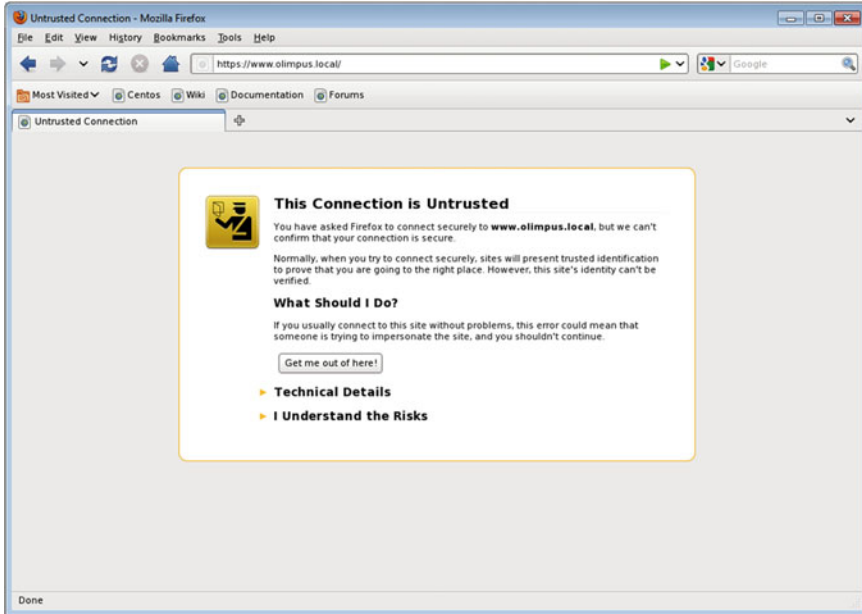 Untrusted Connection - Mozilla Firefox
File Edit View History Bookmarks Tools Help
https://www.olimpus.local/ Google
Most Visited Centos Wiki Documentation Forums
Untrusted Connection
This Connection is Untrusted
You have asked Firefox to connect securely to www.olimpus.local, but we can't
confirm that your connection is secure.
Normally, when you try to connect securely, sites will present trusted identification
to prove that you are going to the right place. However, this site's identity can't be
verified.
What Should I Do?
If you usually connect to this site without problems, this error could mean that
someone is trying to impersonate the site, and you shouldn't continue.
Get me out of here!
Technical Details
I Understand the Risks
Done